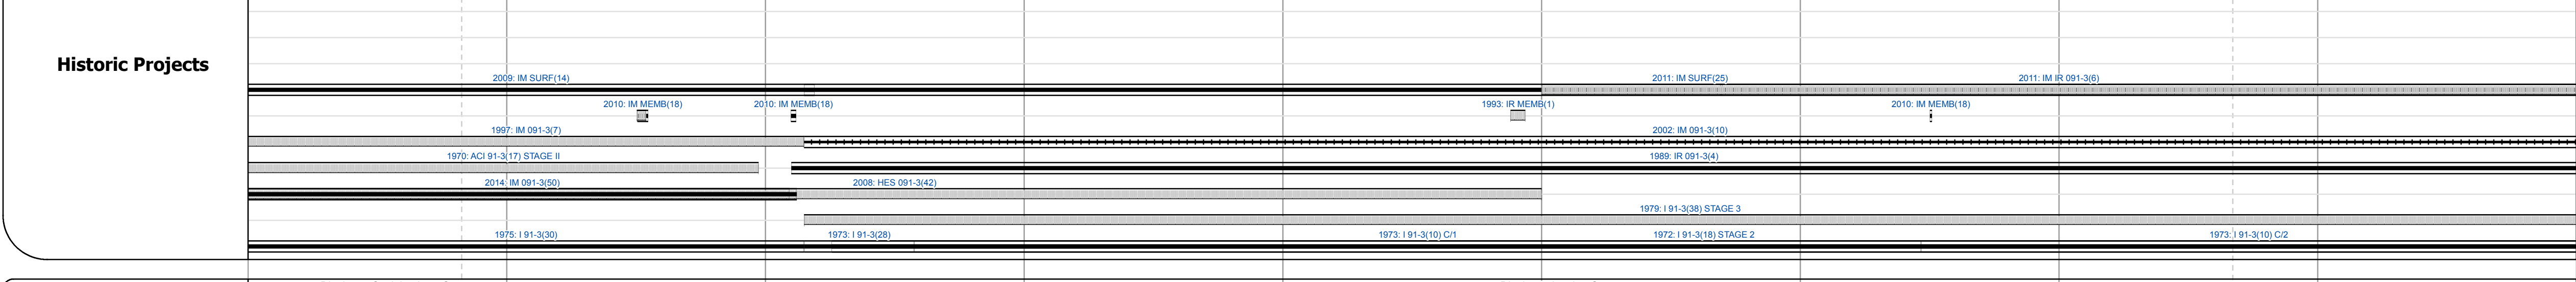 Historic Projects
2009: IM SURF(14) 2011: IM SURF(25) 2011: IM IR 091-3(6)
2010: IM MEMB(18) 2010: IM MEMB(18) 1993: IR MEMB(1) 2010: IM MEMB(18)
1997: IM 091-3(7) 2002: IM 091-3(10)
1970: ACI 91-3(17) STAGE II 1989: IR 091-3(4)
2014: IM 091-3(50) 2008: HES 091-3(42)
1979: I 91-3(38) STAGE 3
1975: I 91-3(30) 1973: I 91-3(28) 1973: I 91-3(10) C/1 1972: I 91-3(18) STAGE 2 1973: I 91-3(10) C/2